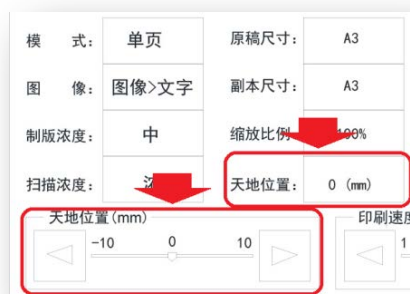 模 式： 单页 原稿尺寸： A3
图 像： 图像>文字 副本尺寸： A3
制版浓度： 中 缩放比例 100%
扫描浓度： 天地位置： 0 (mm)
天地位置(mm) 印刷速度
-10 0 10 1